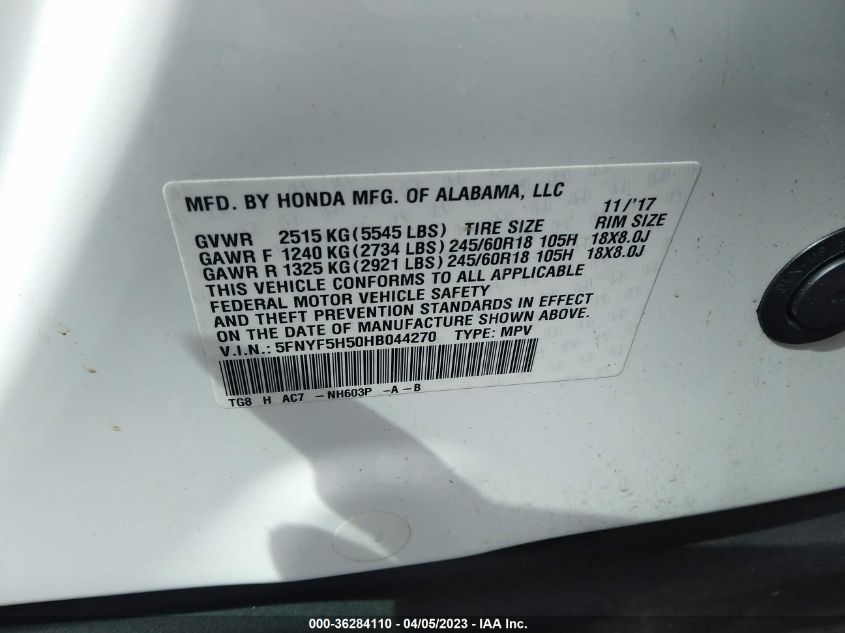 MFD. BY HONDA MFG. OF ALABAMA, LLC 11/'17
GVWR 2515 KG(5545 LBS) TIRE SIZE RIM SIZE
GAWR F 1240 KG(2734 LBS) 245/60R18 105H 18X8.0J
GAWR R 1325 KG(2921 LBS) 245/60R18 105H 18X8.0J
THIS VEHICLE CONFORMS TO ALL APPLICABLE
FEDERAL MOTOR VEHICLE SAFETY
AND THEFT PREVENTION STANDARDS IN EFFECT
ON THE DATE OF MANUFACTURE SHOWN ABOVE.
V.I.N.: 5FNYF5H50HB044270 TYPE: MPV
TG8 H AC7 -NH603P -A-B
000-36284110 - 04/05/2023 - IAA Inc.